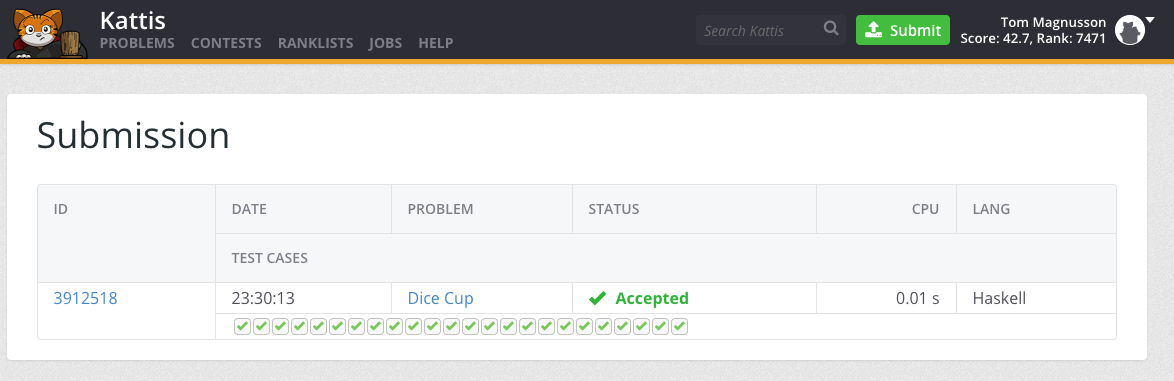 Kattis
PROBLEMS CONTESTS RANKLISTS JOBS HELP
Search Kattis
Submit
Tom Magnusson
Score: 42.7, Rank: 7471
Submission
ID DATE PROBLEM STATUS CPU LANG
TEST CASES
3912518 23:30:13 Dice Cup Accepted 0.01 s Haskell